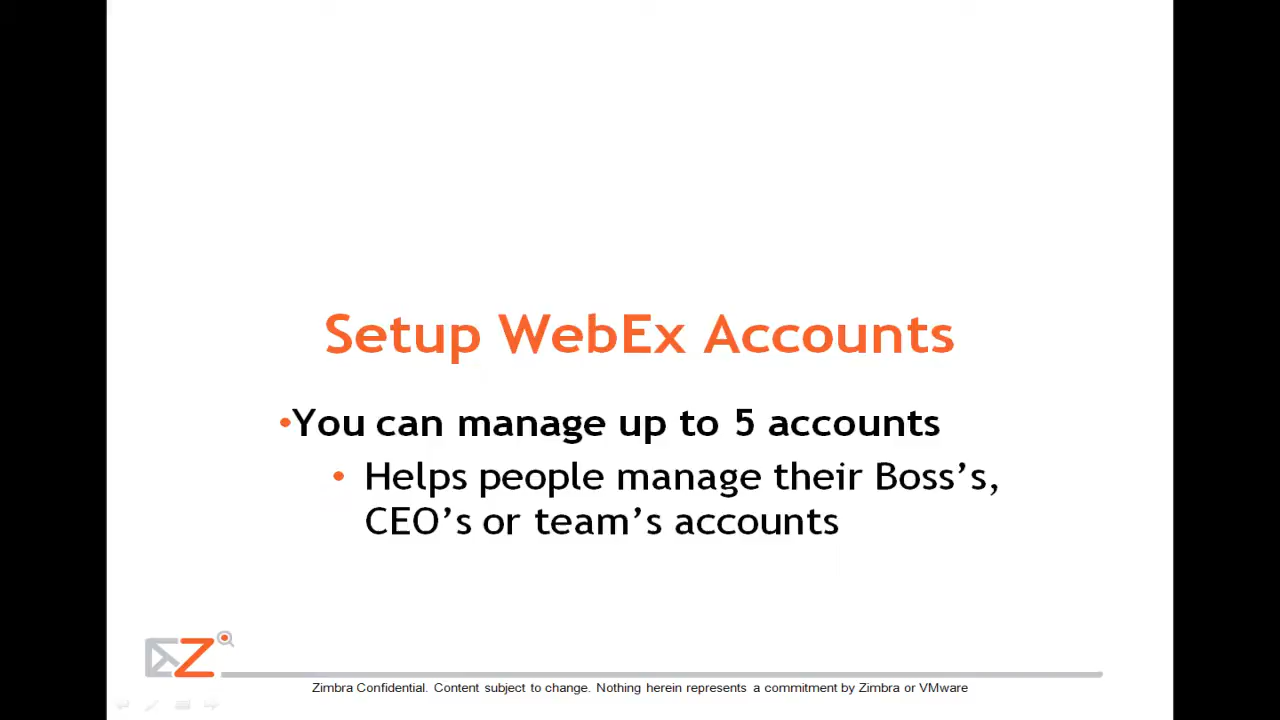 Setup WebEx Accounts
•You can manage up to 5 accounts
• Helps people manage their Boss’s,
CEO’s or team’s accounts
Z
Zimbra Confidential. Content subject to change. Nothing herein represents a commitment by Zimbra or VMware